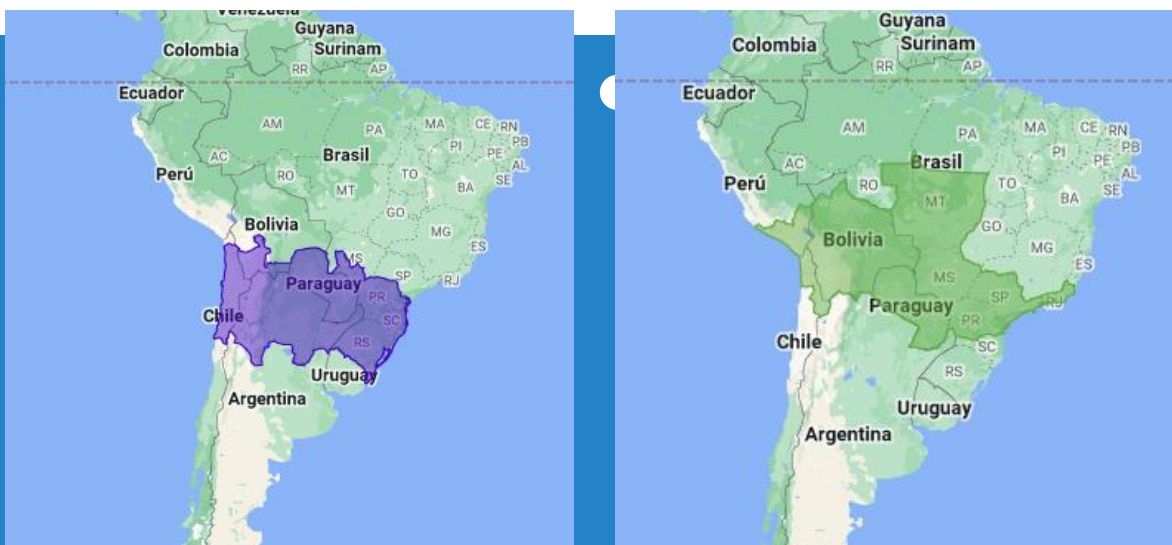 Venezuela
Guyana
Surinam
Colombia
RR
AP
Ecuador
AM
PA
MA
CE
RN
PB
PI
PE
AL
SE
AC
Brasil
TO
RO
Perú
MT
BA
GO
Bolivia
MG
ES
MS
SP
RJ
Paraguay
PR
Chile
SC
RS
Uruguay
Argentina
Guyana
Colombia
Surinam
RR
AP
Ecuador
AM
PA
MA
CE
RN
PB
PI
PE
AL
SE
AC
Brasil
Perú
RO
TO
MT
BA
GO
Bolivia
MG
ES
MS
SP
RJ
Paraguay
PR
Chile
SC
RS
Uruguay
Argentina